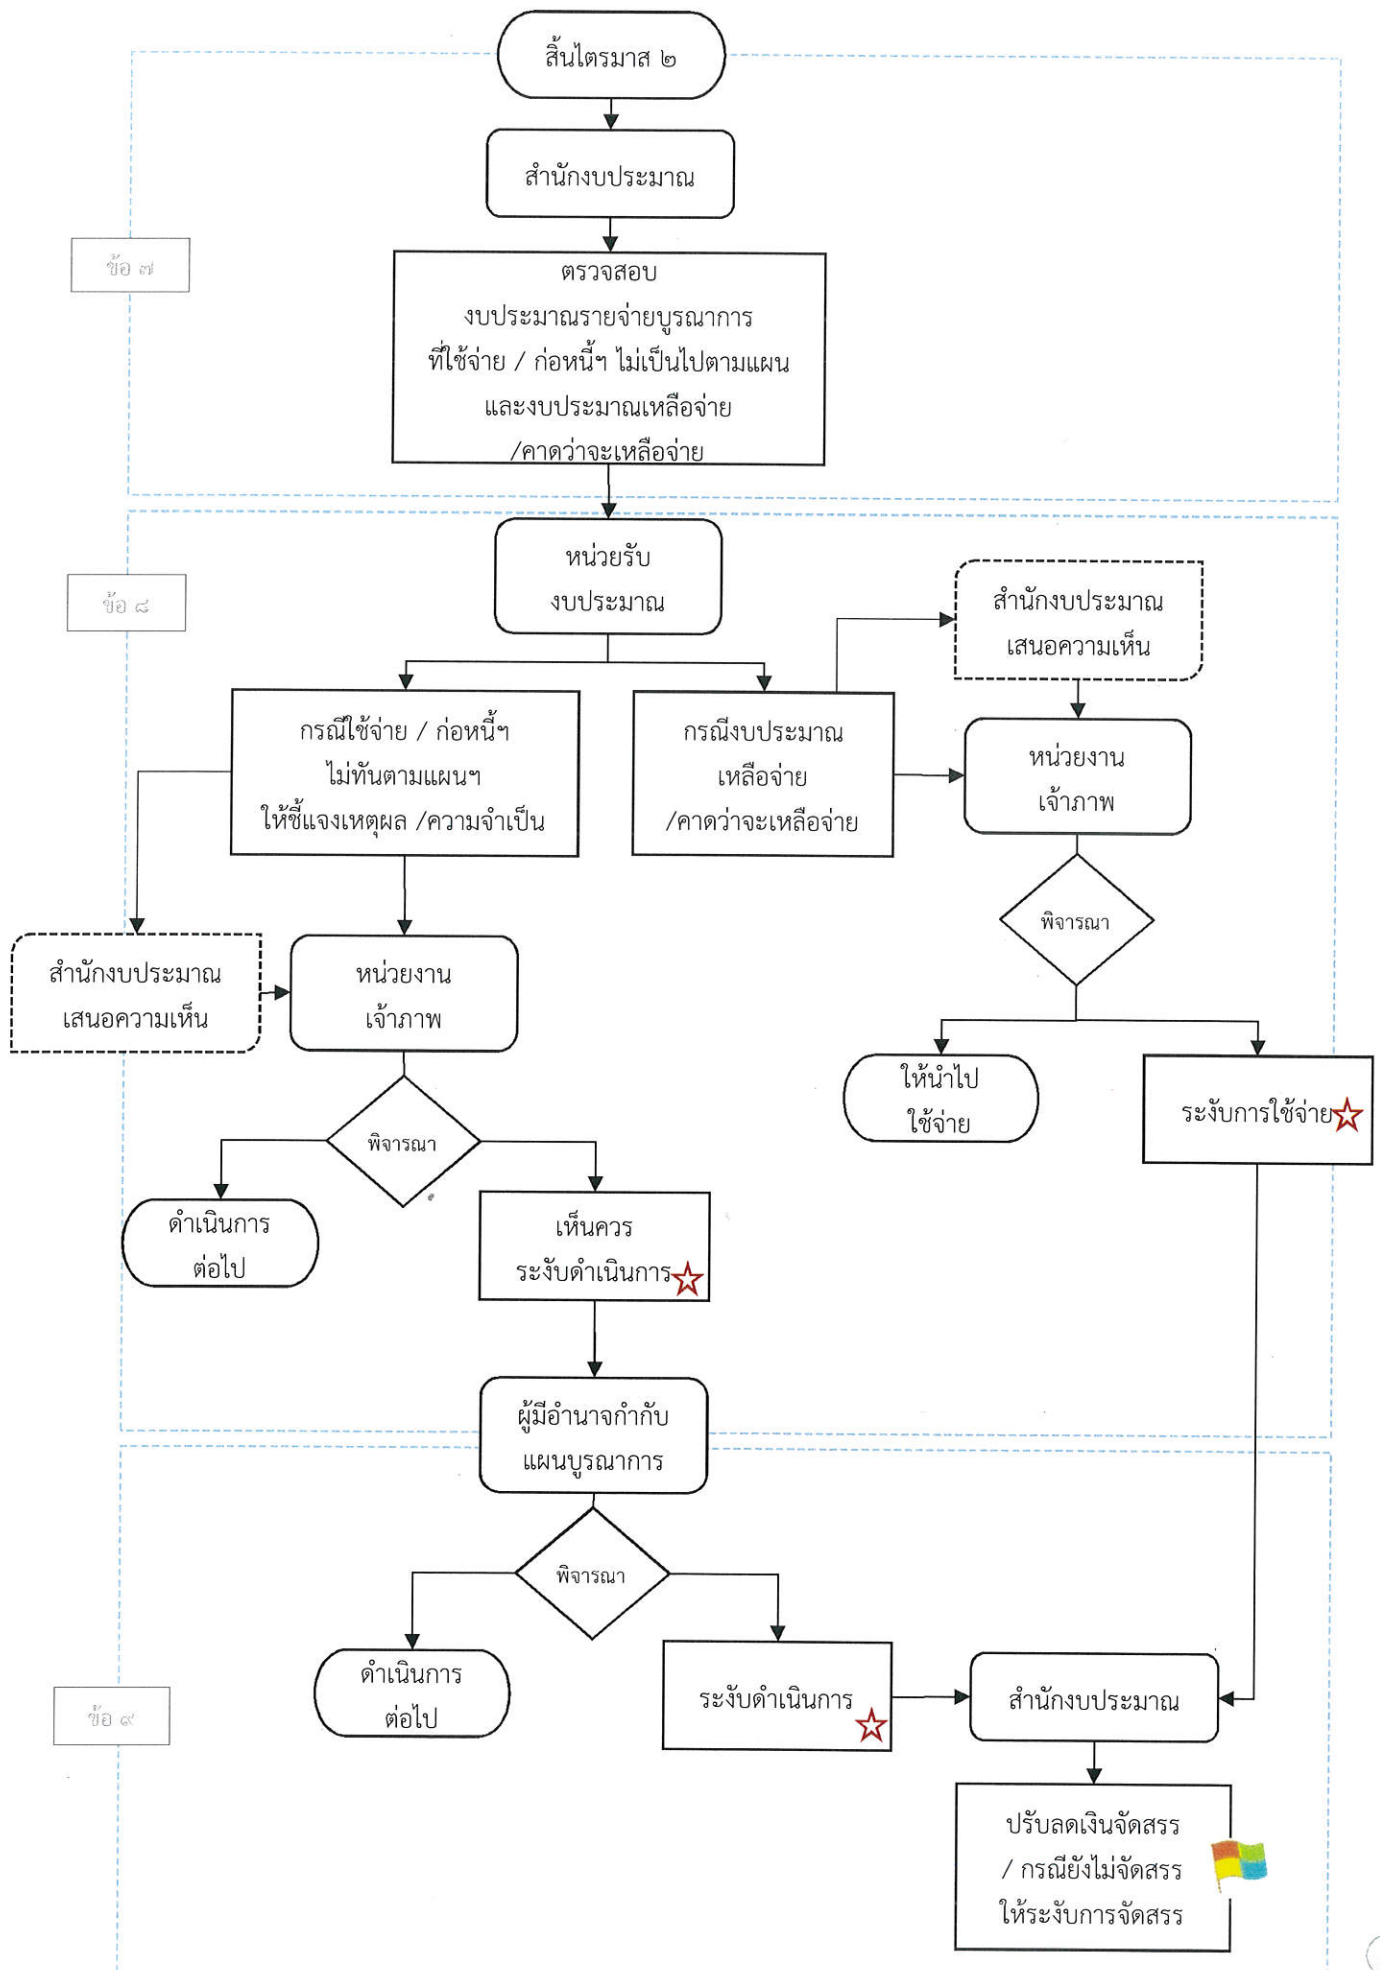 สิ้นไตรมาส ๒
สำนักงบประมาณ
ข้อ ๗
ตรวจสอบ
งบประมาณรายจ่ายบูรณาการ
ที่ใช้จ่าย / ก่อหนี้ฯ ไม่เป็นไปตามแผน
และงบประมาณเหลือจ่าย
/คาดว่าจะเหลือจ่าย
หน่วยรับ
งบประมาณ
ข้อ ๘
สำนักงบประมาณ
เสนอความเห็น
กรณีใช้จ่าย / ก่อหนี้ฯ
ไม่ทันตามแผนฯ
ให้ชี้แจงเหตุผล /ความจำเป็น
กรณีงบประมาณ
เหลือจ่าย
/คาดว่าจะเหลือจ่าย
หน่วยงาน
เจ้าภาพ
พิจารณา
สำนักงบประมาณ
เสนอความเห็น
หน่วยงาน
เจ้าภาพ
ให้นำไป
ใช้จ่าย
ระงับการใช้จ่าย
พิจารณา
ดำเนินการ
ต่อไป
เห็นควร
ระงับดำเนินการ
ผู้มีอำนาจกำกับ
แผนบูรณาการ
พิจารณา
ข้อ ๙
ดำเนินการ
ต่อไป
ระงับดำเนินการ
สำนักงบประมาณ
ปรับลดเงินจัดสรร
/ กรณียังไม่จัดสรร
ให้ระงับการจัดสรร